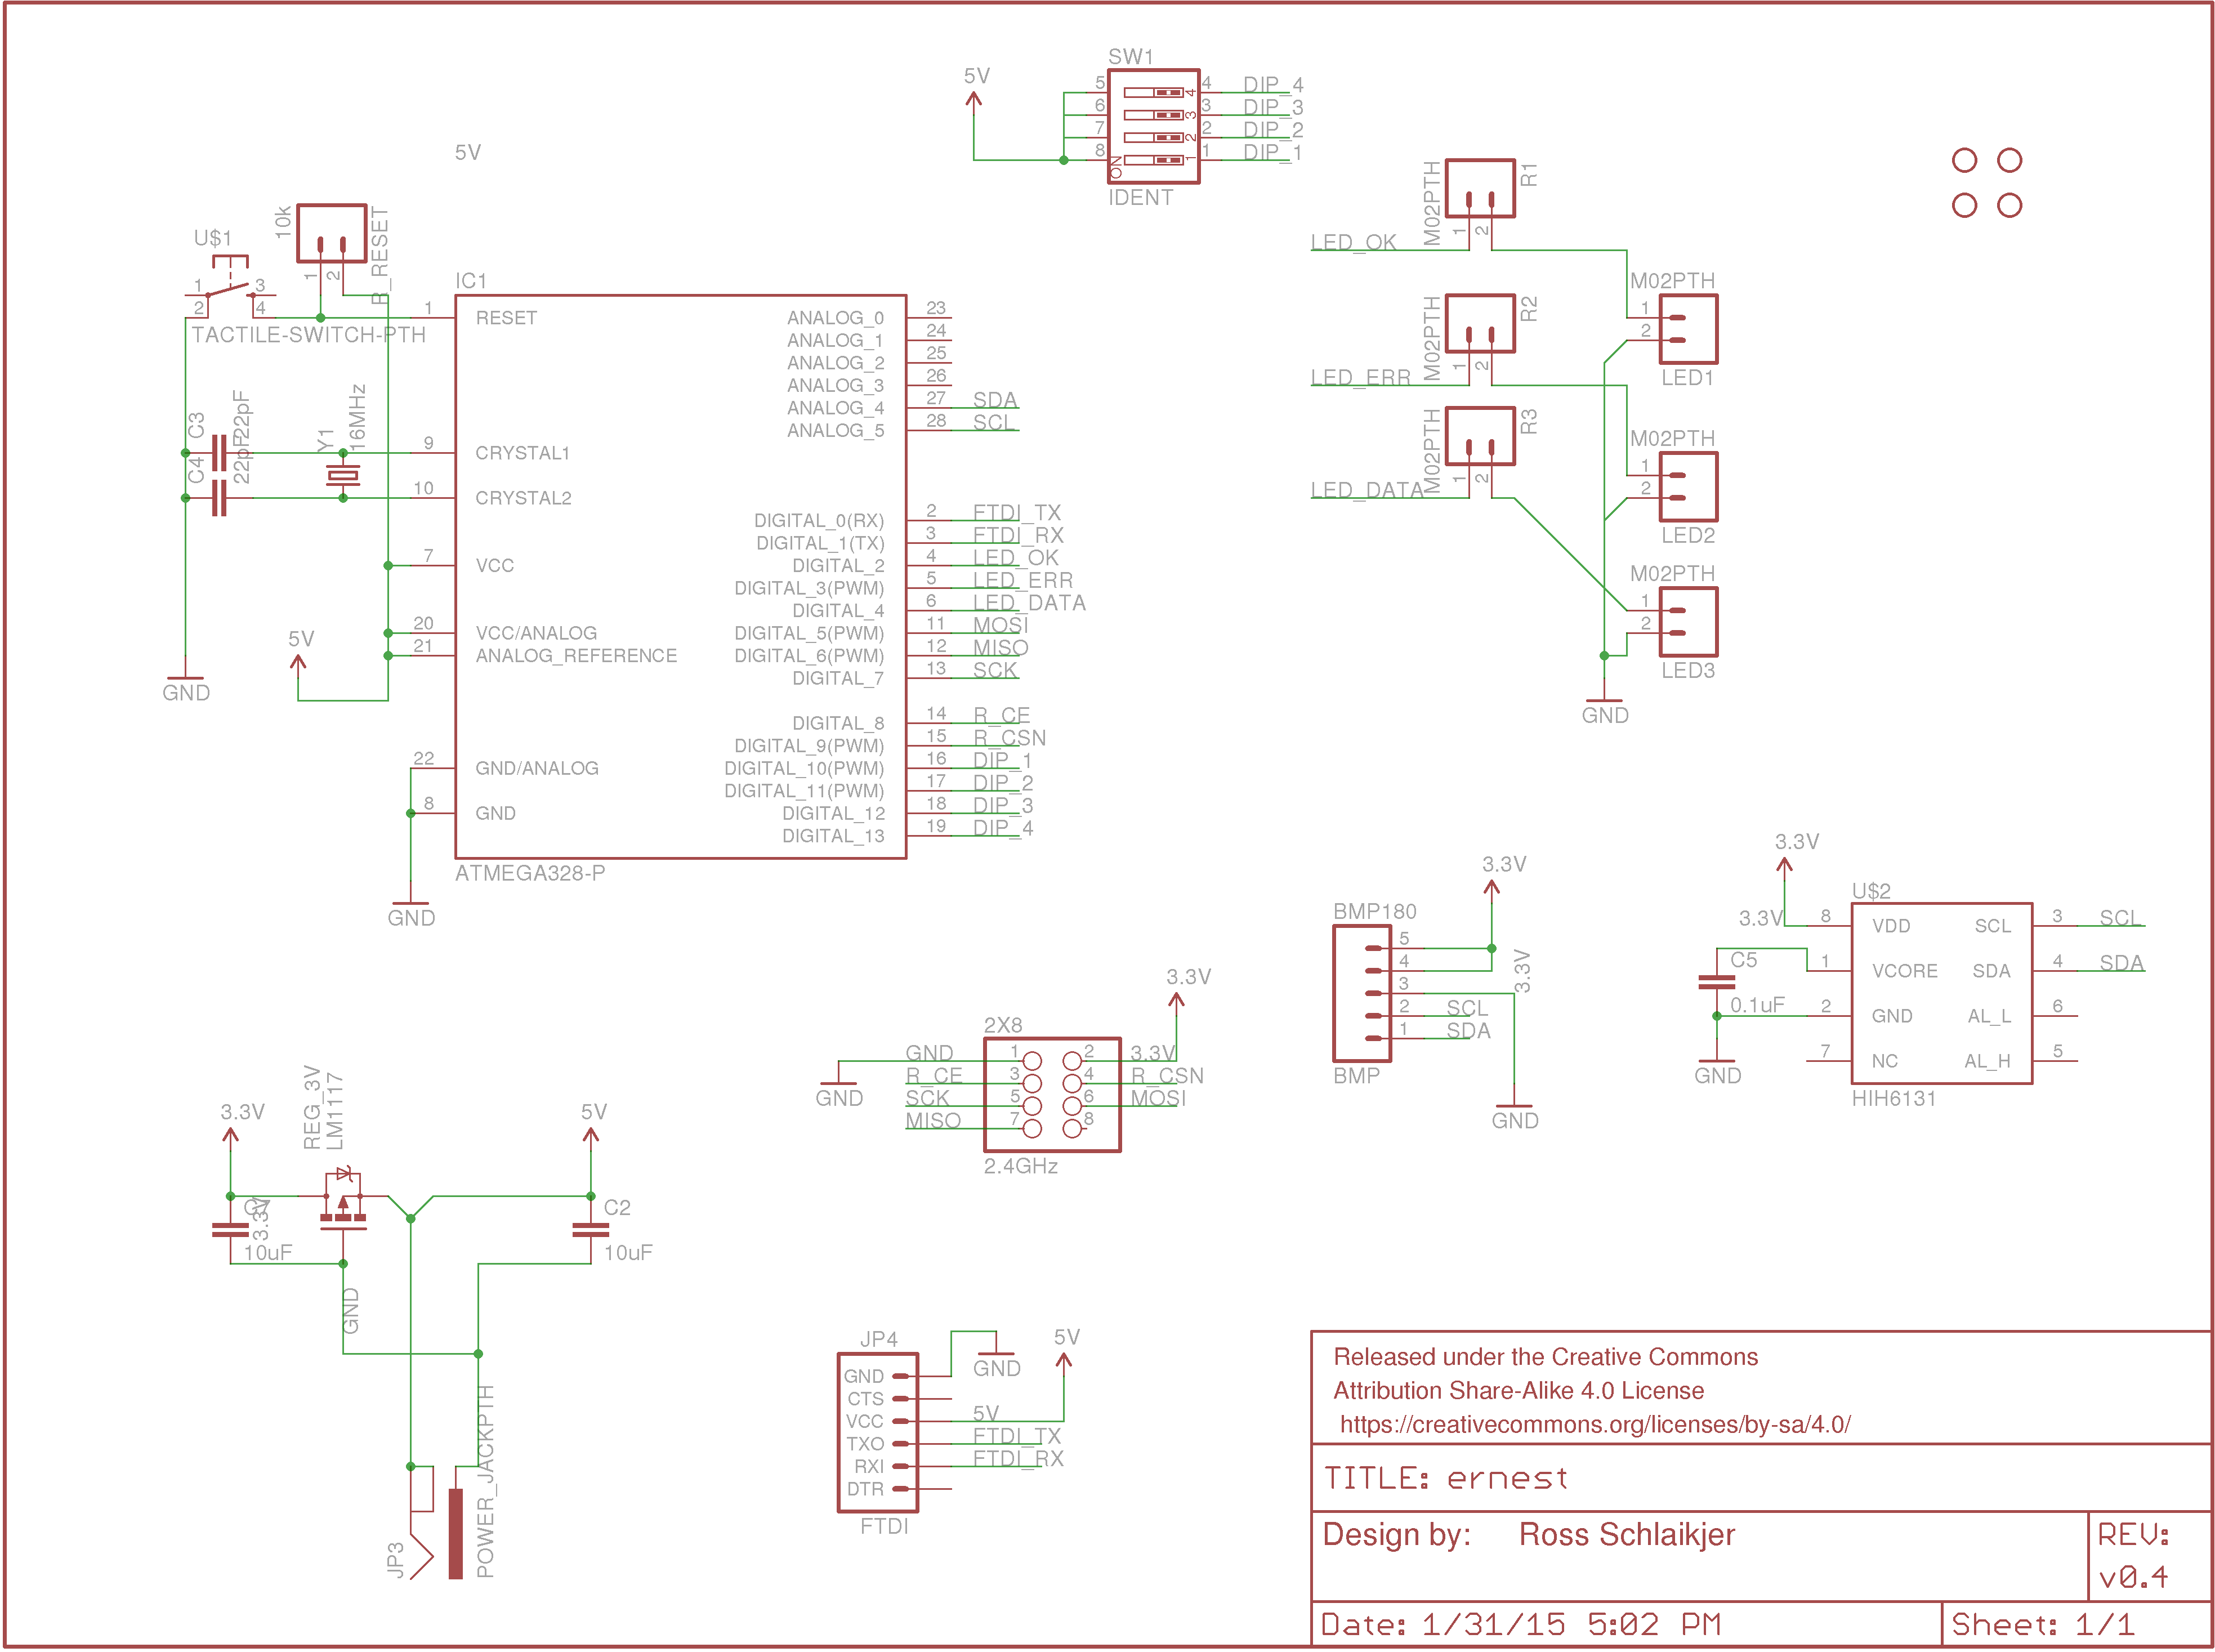 SW1
5V
5 4 DIP_4
6 3 DIP_3
7 2 DIP_2
8 1 DIP_1
4
3
2
1
ON
IDENT
5V
10k
R_RESET
1
2
U$1
1 3
2 4
TACTILE-SWITCH-PTH
C3
22pF
C4
22pF
Y1
16MHz
5V
GND
IC1
1 RESET
9 CRYSTAL1
10 CRYSTAL2
7 VCC
20 VCC/ANALOG
21 ANALOG_REFERENCE
22 GND/ANALOG
8 GND
ANALOG_0 23
ANALOG_1 24
ANALOG_2 25
ANALOG_3 26
ANALOG_4 27 SDA
ANALOG_5 28 SCL
DIGITAL_0(RX) 2 FTDI_TX
DIGITAL_1(TX) 3 FTDI_RX
DIGITAL_2 4 LED_OK
DIGITAL_3(PWM) 5 LED_ERR
DIGITAL_4 6 LED_DATA
DIGITAL_5(PWM) 11 MOSI
DIGITAL_6(PWM) 12 MISO
DIGITAL_7 13 SCK
DIGITAL_8 14 R_CE
DIGITAL_9(PWM) 15 R_CSN
DIGITAL_10(PWM) 16 DIP_1
DIGITAL_11(PWM) 17 DIP_2
DIGITAL_12 18 DIP_3
DIGITAL_13 19 DIP_4
ATMEGA328-P
GND
LED_OK
M02PTH
R1
1
2
LED_ERR
M02PTH
R2
1
2
LED_DATA
M02PTH
R3
1
2
M02PTH
1
2
LED1
M02PTH
1
2
LED2
M02PTH
1
2
LED3
GND
3.3V
BMP180
5
4
3
2 SCL
1 SDA
3.3V
BMP
GND
3.3V
U$2
3.3V 8 VDD SCL 3 SCL
C5 1 VCORE SDA 4 SDA
0.1uF 2 GND AL_L 6
7 NC AL_H 5
GND
HIH6131
3.3V
2X8
GND 1 2 3.3V
R_CE 3 4 R_CSN
SCK 5 6 MOSI
MISO 7 8
GND
2.4GHz
3.3V
REG_3V
LM1117
5V
C7
3.3V
10uF
C2
10uF
GND
JP3
POWER_JACKPTH
JP4
GND
CTS
VCC 5V
TXO FTDI_TX
RXI FTDI_RX
DTR
GND
5V
FTDI
Released under the Creative Commons
Attribution Share-Alike 4.0 License
https://creativecommons.org/licenses/by-sa/4.0/
TITLE: ernest
Design by: Ross Schlaikjer
REV:
v0.4
Date: 1/31/15 5:02 PM
Sheet: 1/1